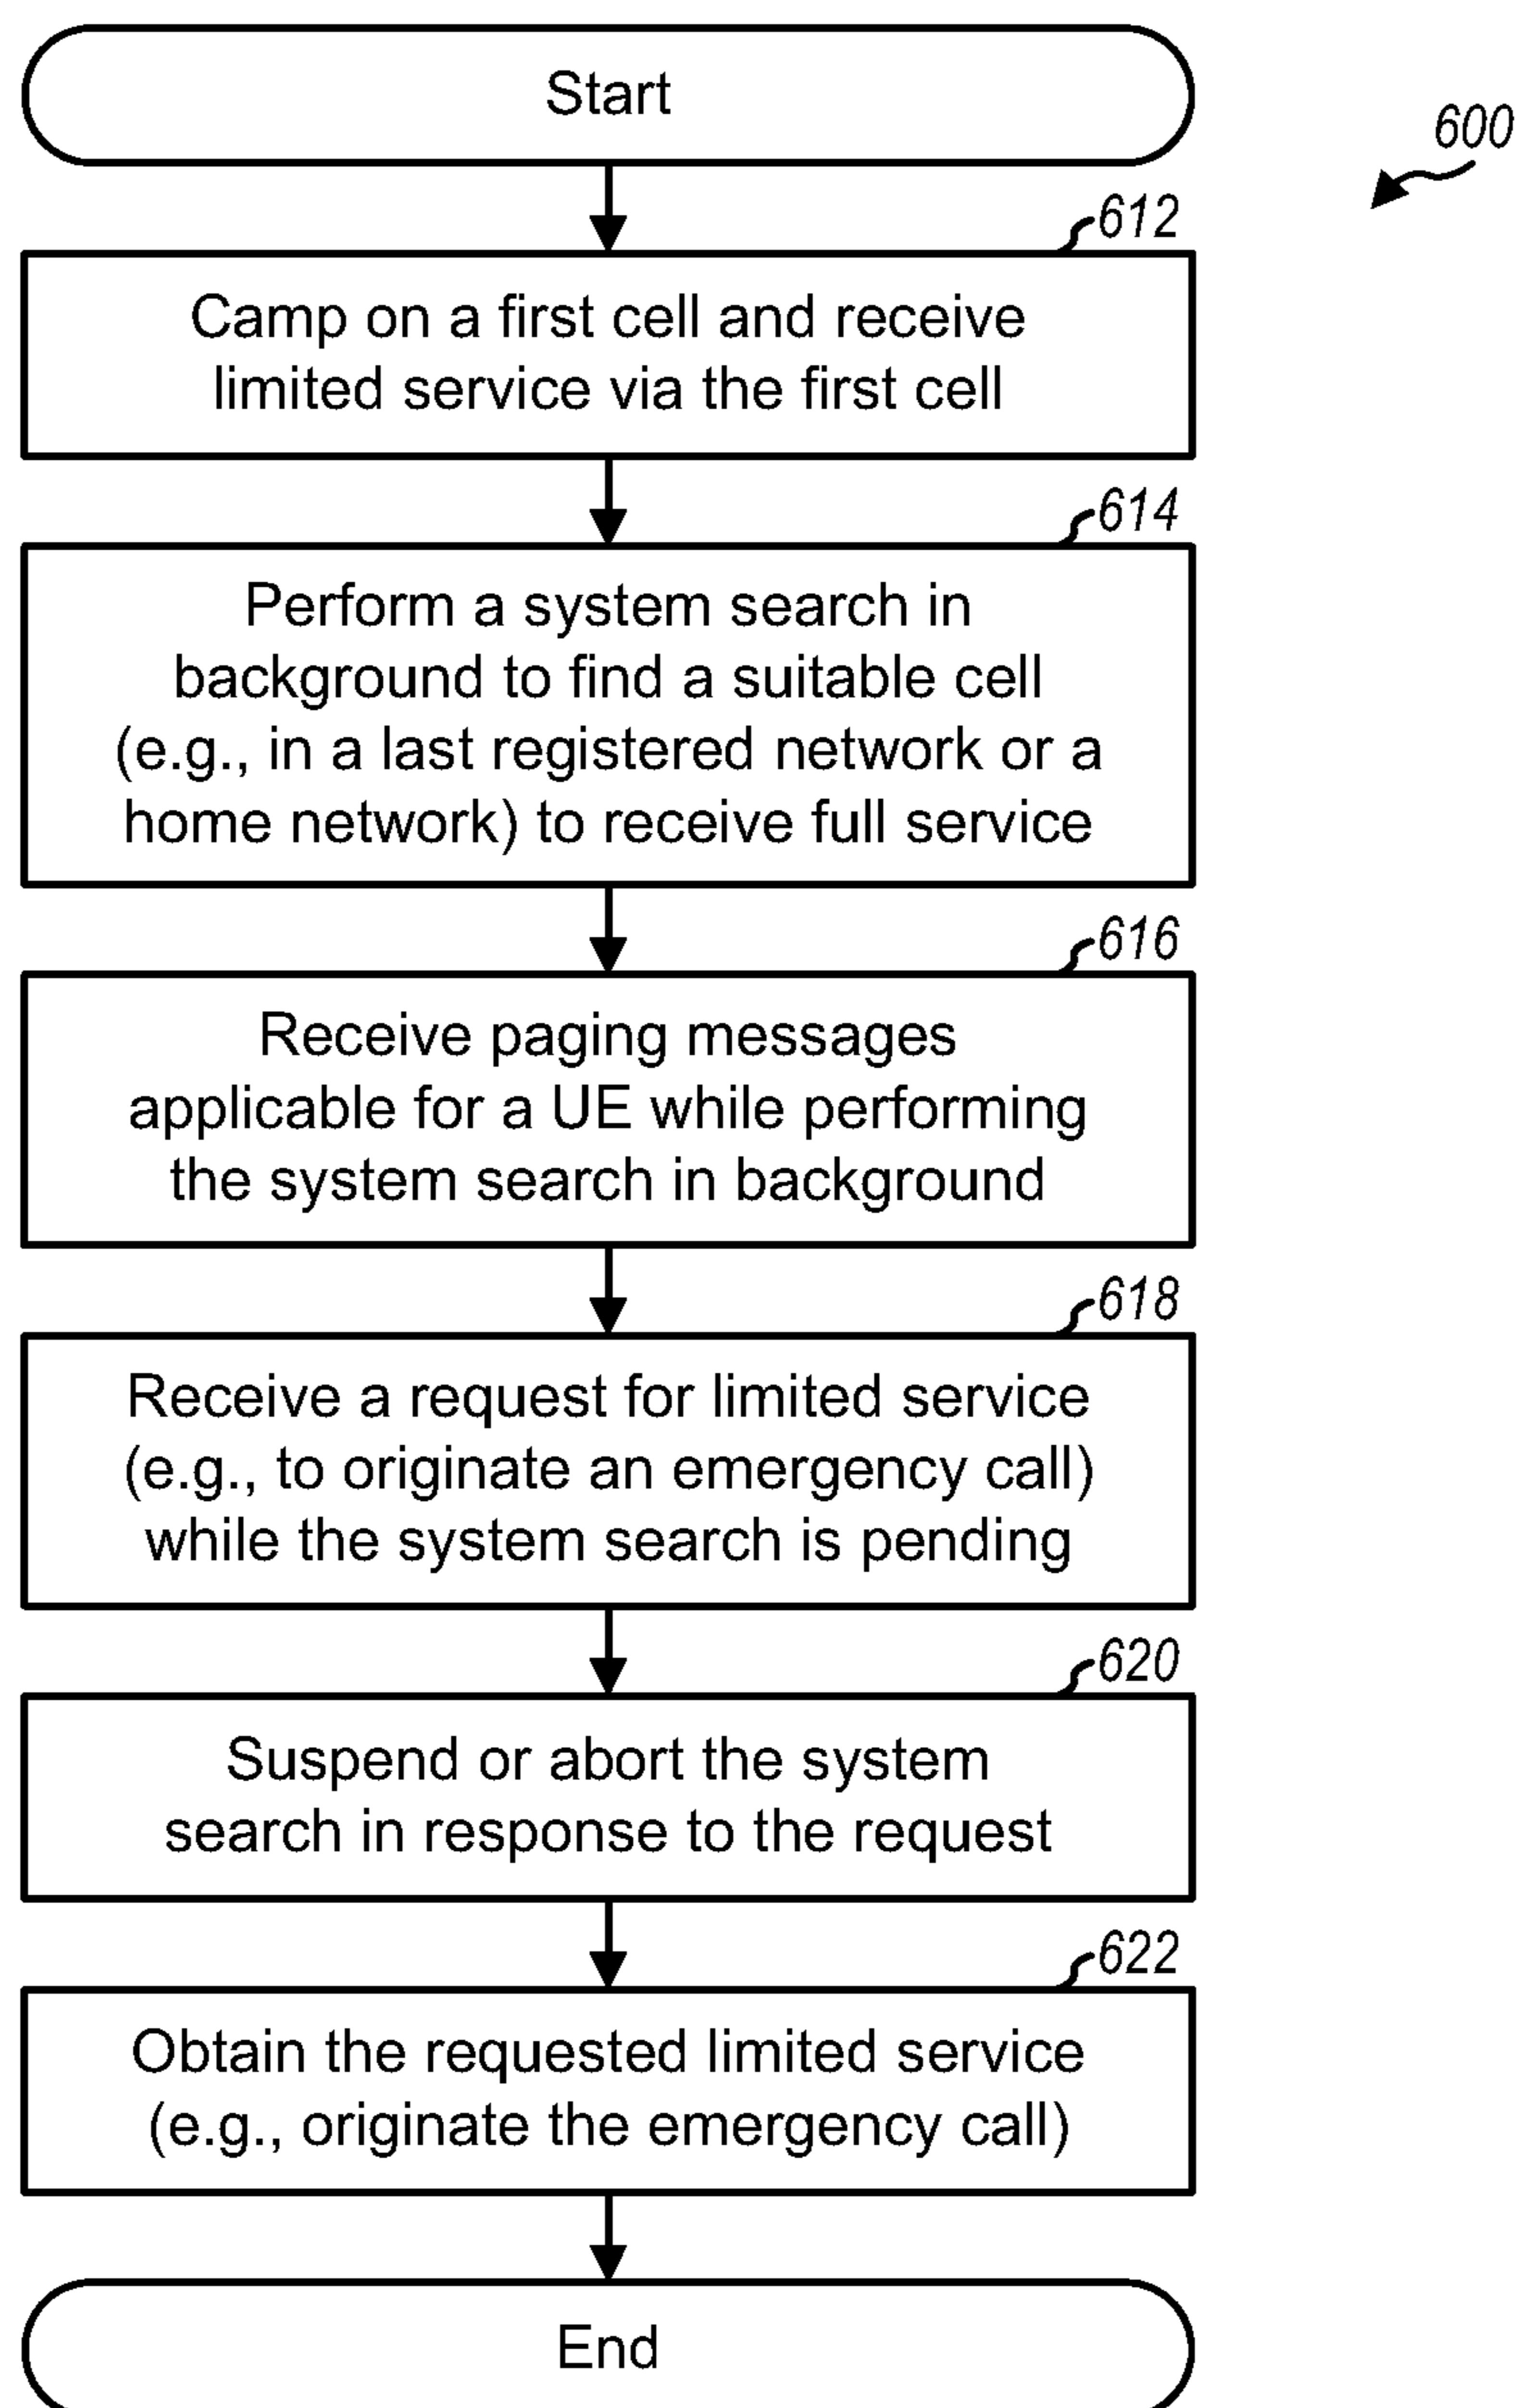 Start
600
612
Camp on a first cell and receive
limited service via the first cell
614
Perform a system search in
background to find a suitable cell
(e.g., in a last registered network or a
home network) to receive full service
616
Receive paging messages
applicable for a UE while performing
the system search in background
618
Receive a request for limited service
(e.g., to originate an emergency call)
while the system search is pending
620
Suspend or abort the system
search in response to the request
622
Obtain the requested limited service
(e.g., originate the emergency call)
End